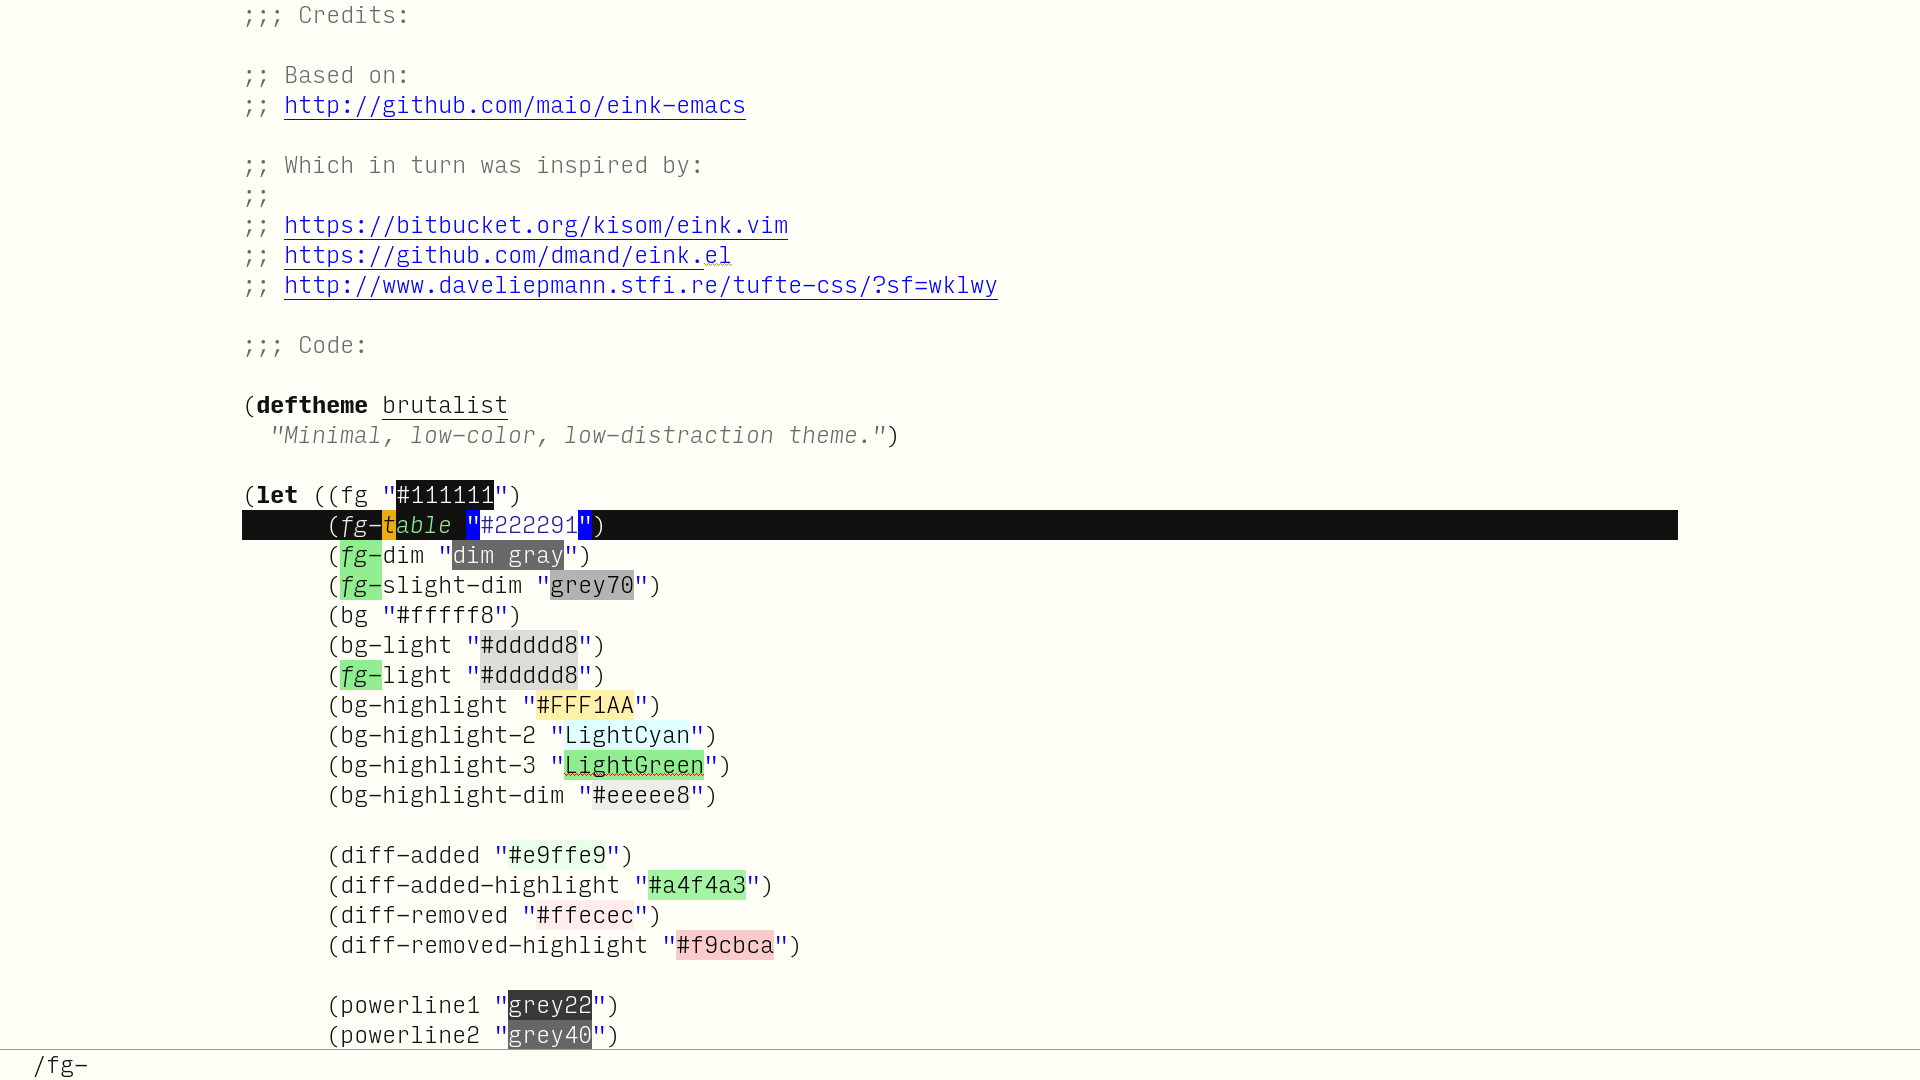 ;;; Credits:
;; Based on:
;; http://github.com/maio/eink-emacs
;; Which in turn was inspired by:
;;
;; https://bitbucket.org/kisom/eink.vim
;; https://github.com/dmand/eink.el
;; http://www.daveliepmann.stfi.re/tufte-css/?sf=wklwy
;;; Code:
(deftheme brutalist
"Minimal, low-color, low-distraction theme.")
(let ((fg "#111111")
(fg-table "#222291")
(fg-dim "dim gray")
(fg-slight-dim "grey70")
(bg "#fffff8")
(bg-light "#ddddd8")
(fg-light "#ddddd8")
(bg-highlight "#FFF1AA")
(bg-highlight-2 "LightCyan")
(bg-highlight-3 "LightGreen")
(bg-highlight-dim "#eeeee8")
(diff-added "#e9ffe9")
(diff-added-highlight "#a4f4a3")
(diff-removed "#ffecec")
(diff-removed-highlight "#f9cbca")
(powerline1 "grey22")
(powerline2 "grey40")
/fg-